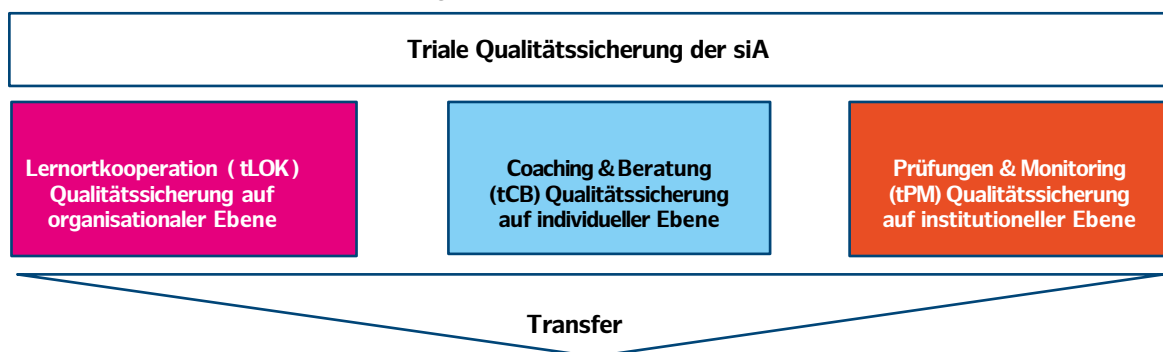 Triale Qualitätssicherung der siA
Lernortkooperation ( tLOK)
Qualitätssicherung auf
organisationaler Ebene
Coaching & Beratung
(tCB) Qualitätssicherung
auf individueller Ebene
Prüfungen & Monitoring
(tPM) Qualitätssicherung
auf institutioneller Ebene
Transfer